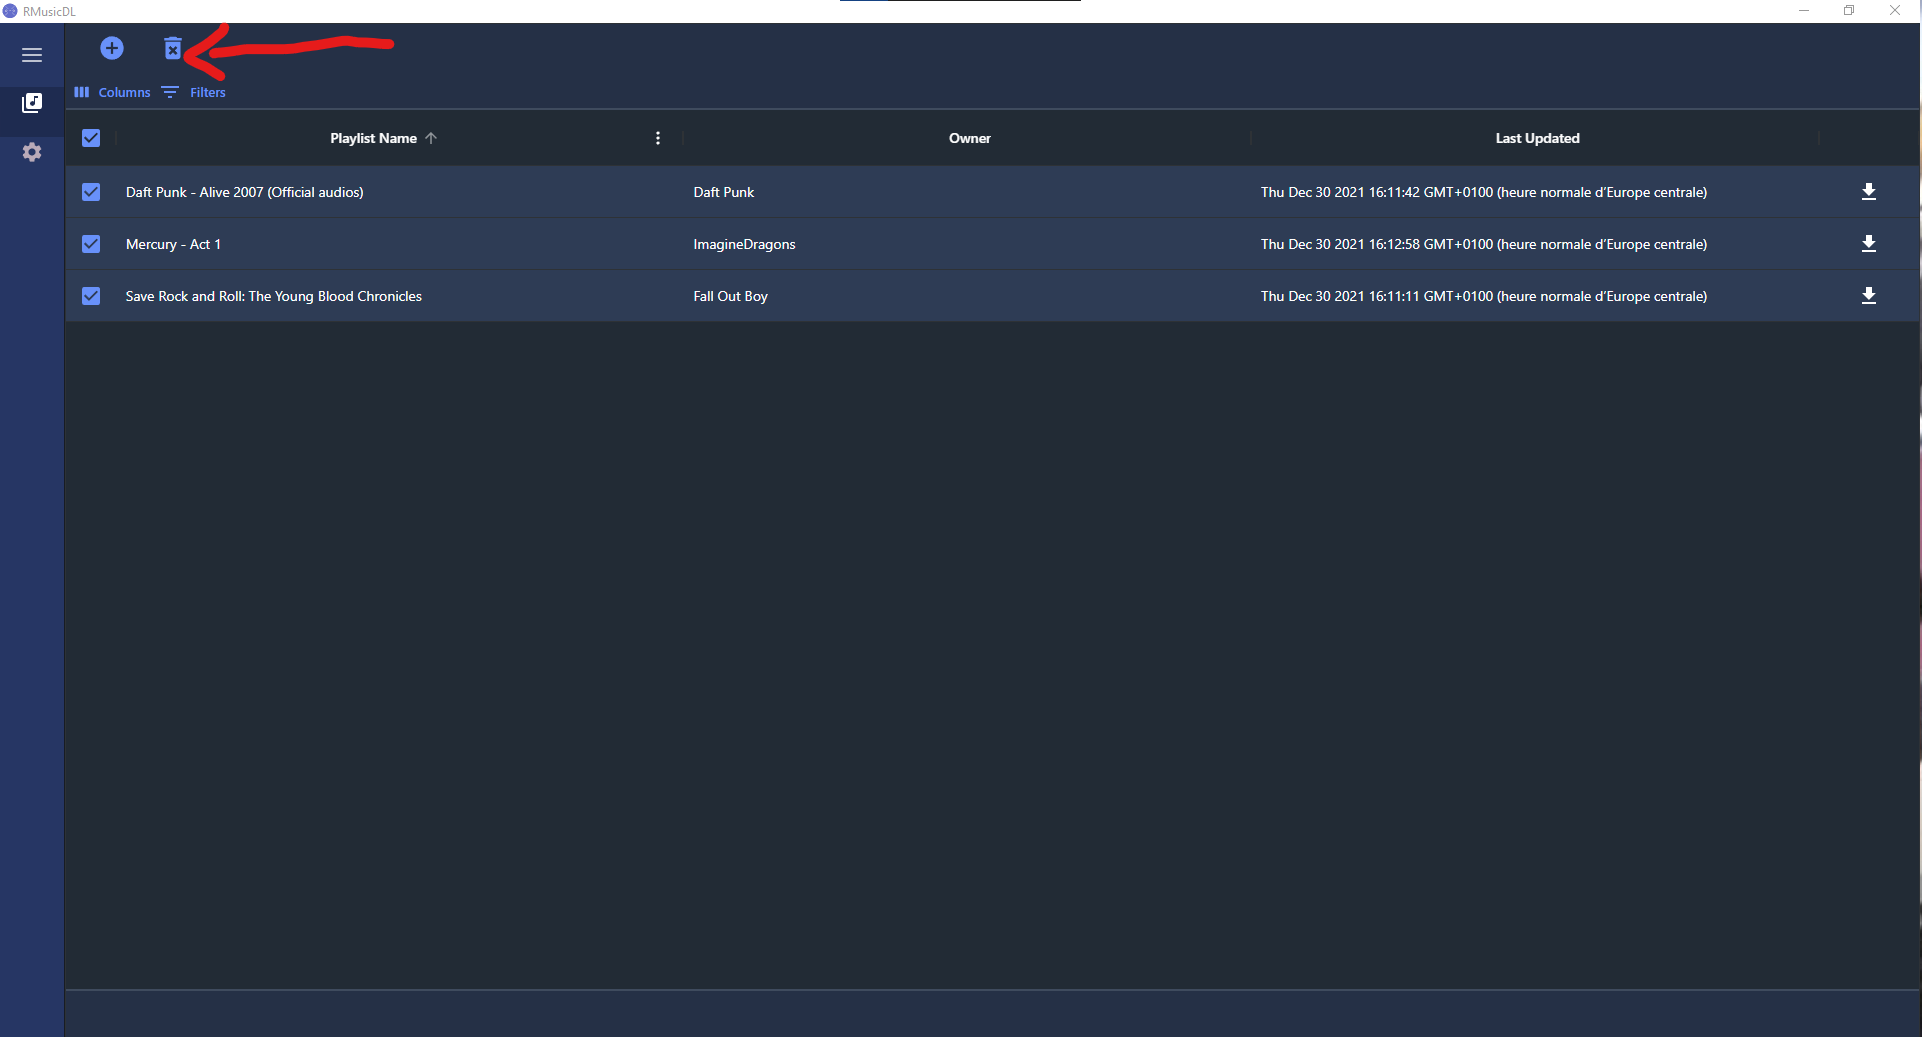 RMusicDL
Columns Filters
Playlist Name Owner Last Updated
Daft Punk - Alive 2007 (Official audios) Daft Punk Thu Dec 30 2021 16:11:42 GMT+0100 (heure normale d’Europe centrale)
Mercury - Act 1 ImagineDragons Thu Dec 30 2021 16:12:58 GMT+0100 (heure normale d’Europe centrale)
Save Rock and Roll: The Young Blood Chronicles Fall Out Boy Thu Dec 30 2021 16:11:11 GMT+0100 (heure normale d’Europe centrale)